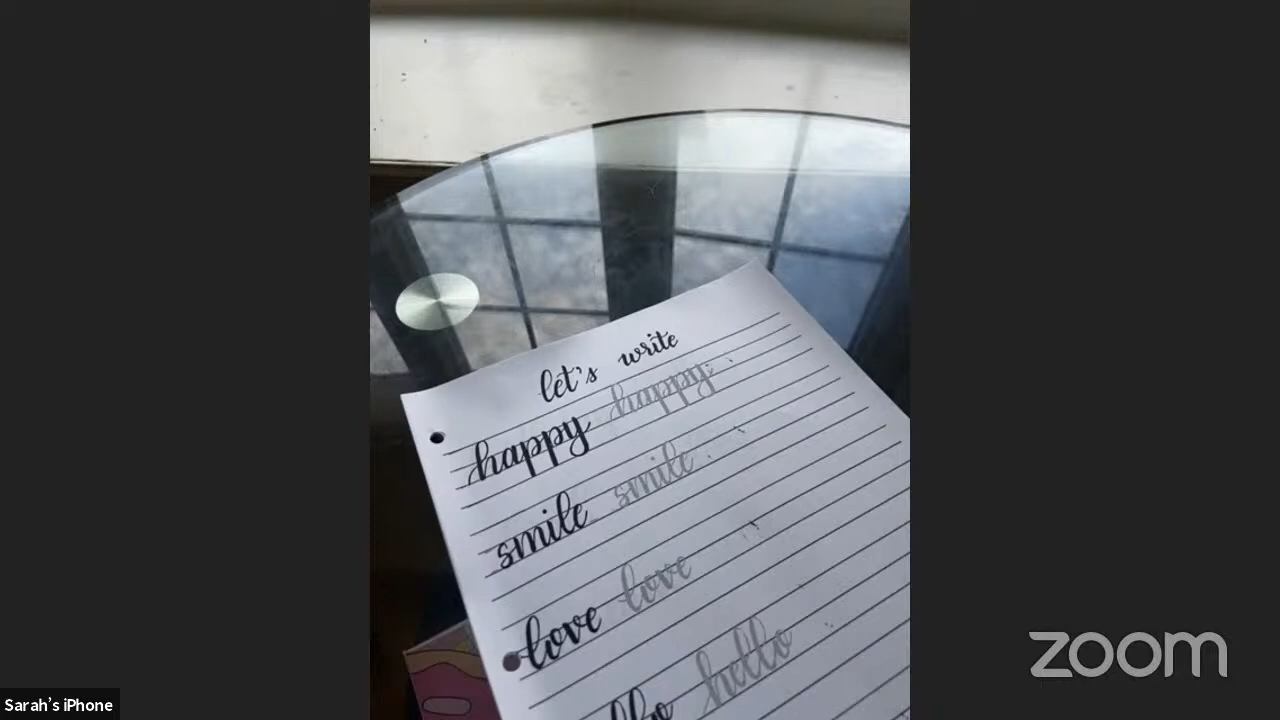 let's write
happy happy
smile smile
love love
hello
Sarah's iPhone
zoom